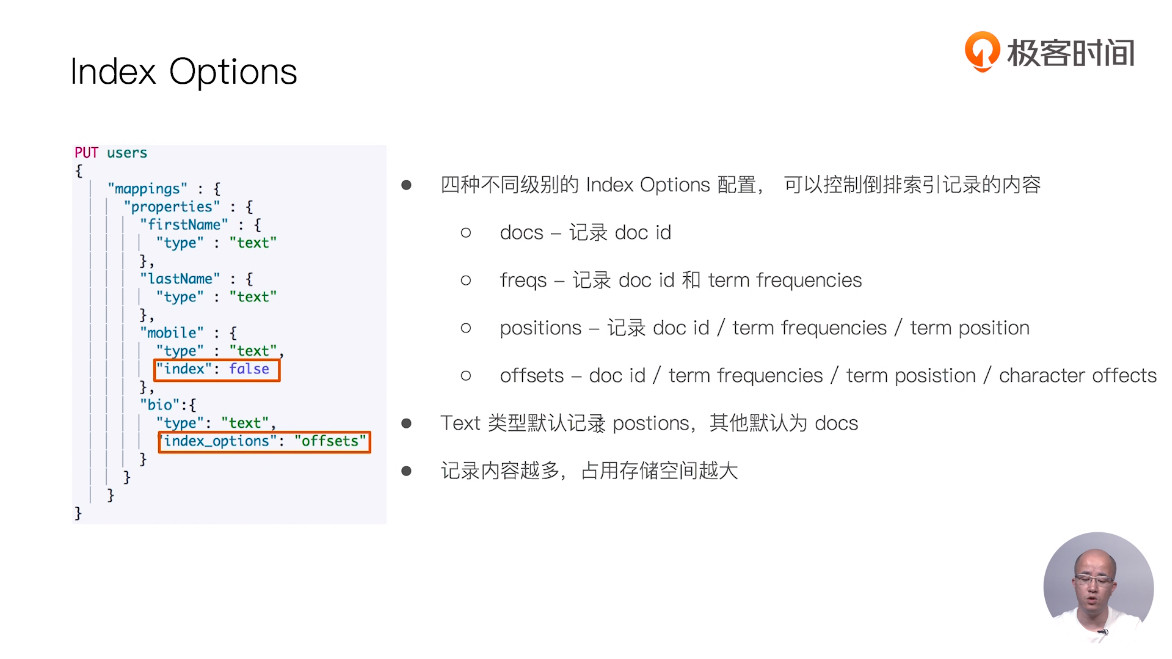 极客时间
Index Options
PUT users
{
"mappings" : {
"properties" : {
"firstName" : {
"type" : "text"
},
"lastName" : {
"type" : "text"
},
"mobile" : {
"type" : "text",
"index": false
},
"bio":{
"type": "text",
"index_options": "offsets"
}
}
}
}
● 四种不同级别的 Index Options 配置， 可以控制倒排索引记录的内容
○ docs – 记录 doc id
○ freqs – 记录 doc id 和 term frequencies
○ positions – 记录 doc id / term frequencies / term position
○ offsets – doc id / term frequencies / term posistion / character offects
● Text 类型默认记录 postions，其他默认为 docs
● 记录内容越多，占用存储空间越大